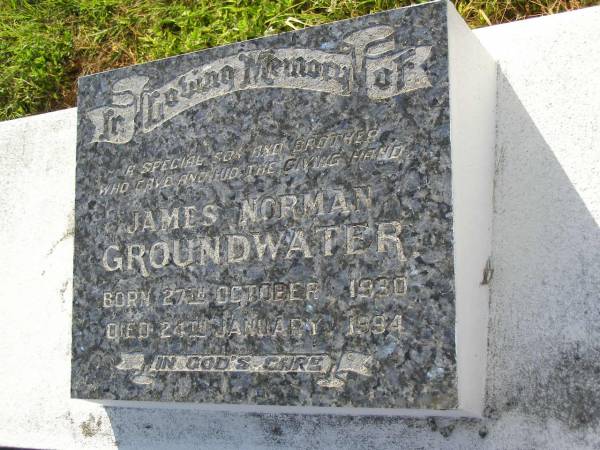 In Loving Memory of
A SPECIAL SON AND BROTHER
WHO GAVE AND HID THE GIVING HAND
JAMES NORMAN
GROUNDWATER
BORN 27TH OCTOBER 1930
DIED 24TH JANUARY 1994
IN GOD'S CARE